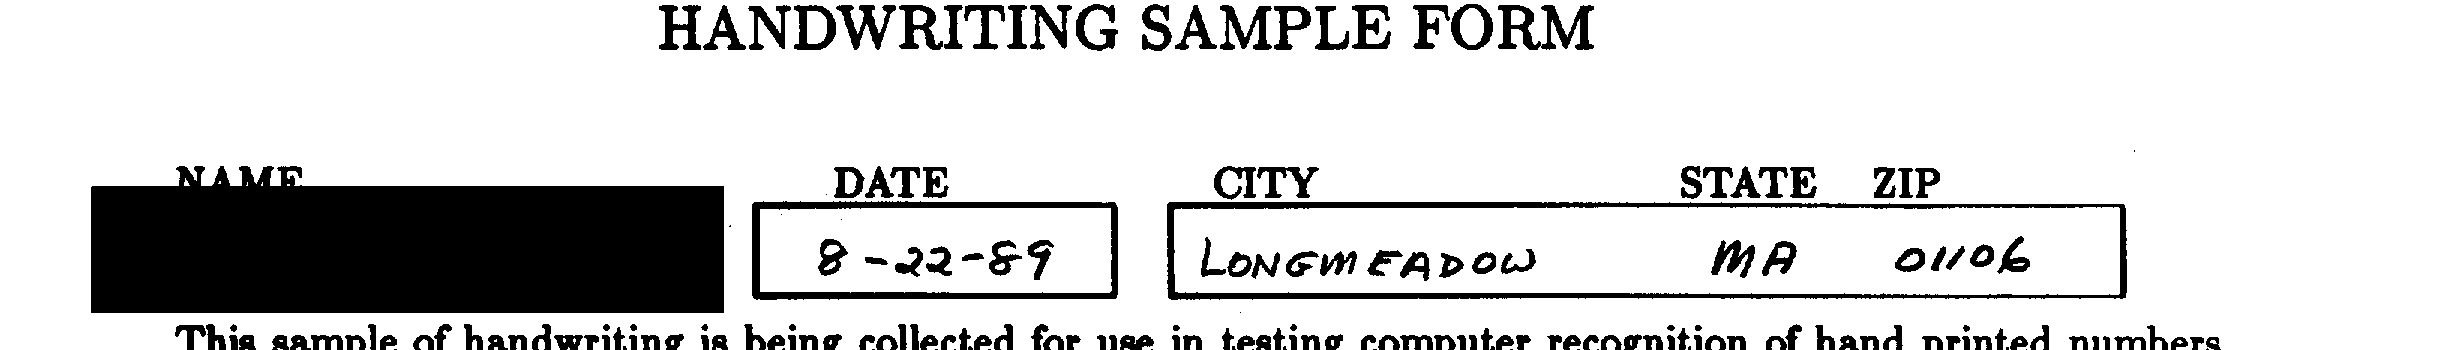 HANDWRITING SAMPLE FORM
NAME DATE CITY STATE ZIP
8-22-89 LONGMEADOW MA 01106
This sample of handwriting is being collected for use in testing computer recognition of hand printed numbers